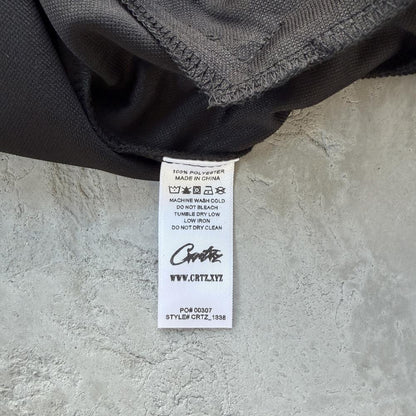 100% POLYESTER
MADE IN CHINA
MACHINE WASH COLD
DO NOT BLEACH
TUMBLE DRY LOW
LOW IRON
DO NOT DRY CLEAN
Corteiz
WWW.CRTZ.XYZ
PO# 00307
STYLE# CRTZ_1338